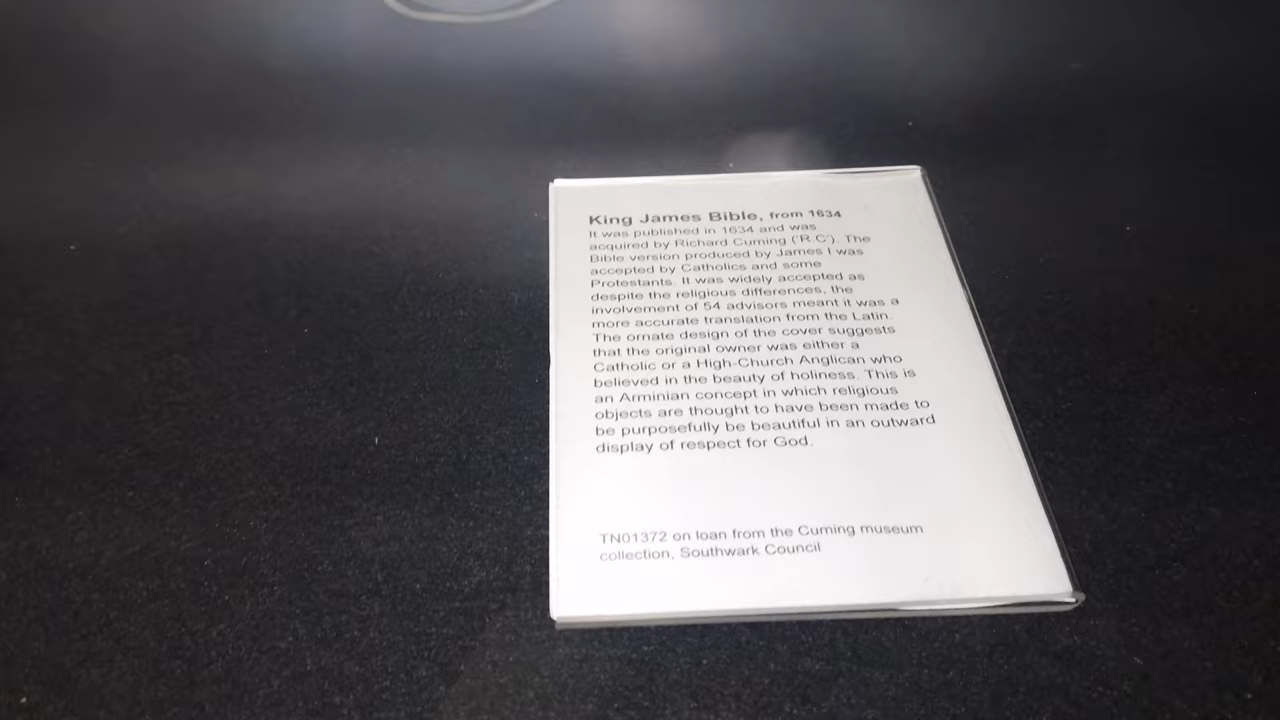 King James Bible, from 1634
It was published in 1634 and was
acquired by Richard Cuming ('R.C'). The
Bible version produced by James I was
accepted by Catholics and some
Protestants. It was widely accepted as
despite the religious differences, the
involvement of 54 advisors meant it was a
more accurate translation from the Latin.
The ornate design of the cover suggests
that the original owner was either a
Catholic or a High-Church Anglican who
believed in the beauty of holiness. This is
an Arminian concept in which religious
objects are thought to have been made to
be purposefully be beautiful in an outward
display of respect for God.
TN01372 on loan from the Cuming museum
collection, Southwark Council